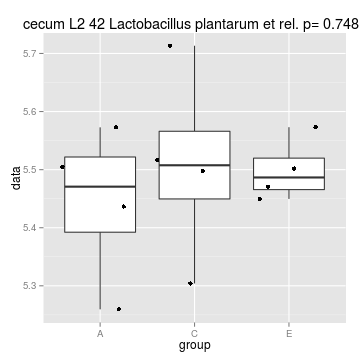 cecum L2 42 Lactobacillus plantarum et rel. p= 0.748
5.7
5.6
5.5
5.4
5.3
data
A C E
group